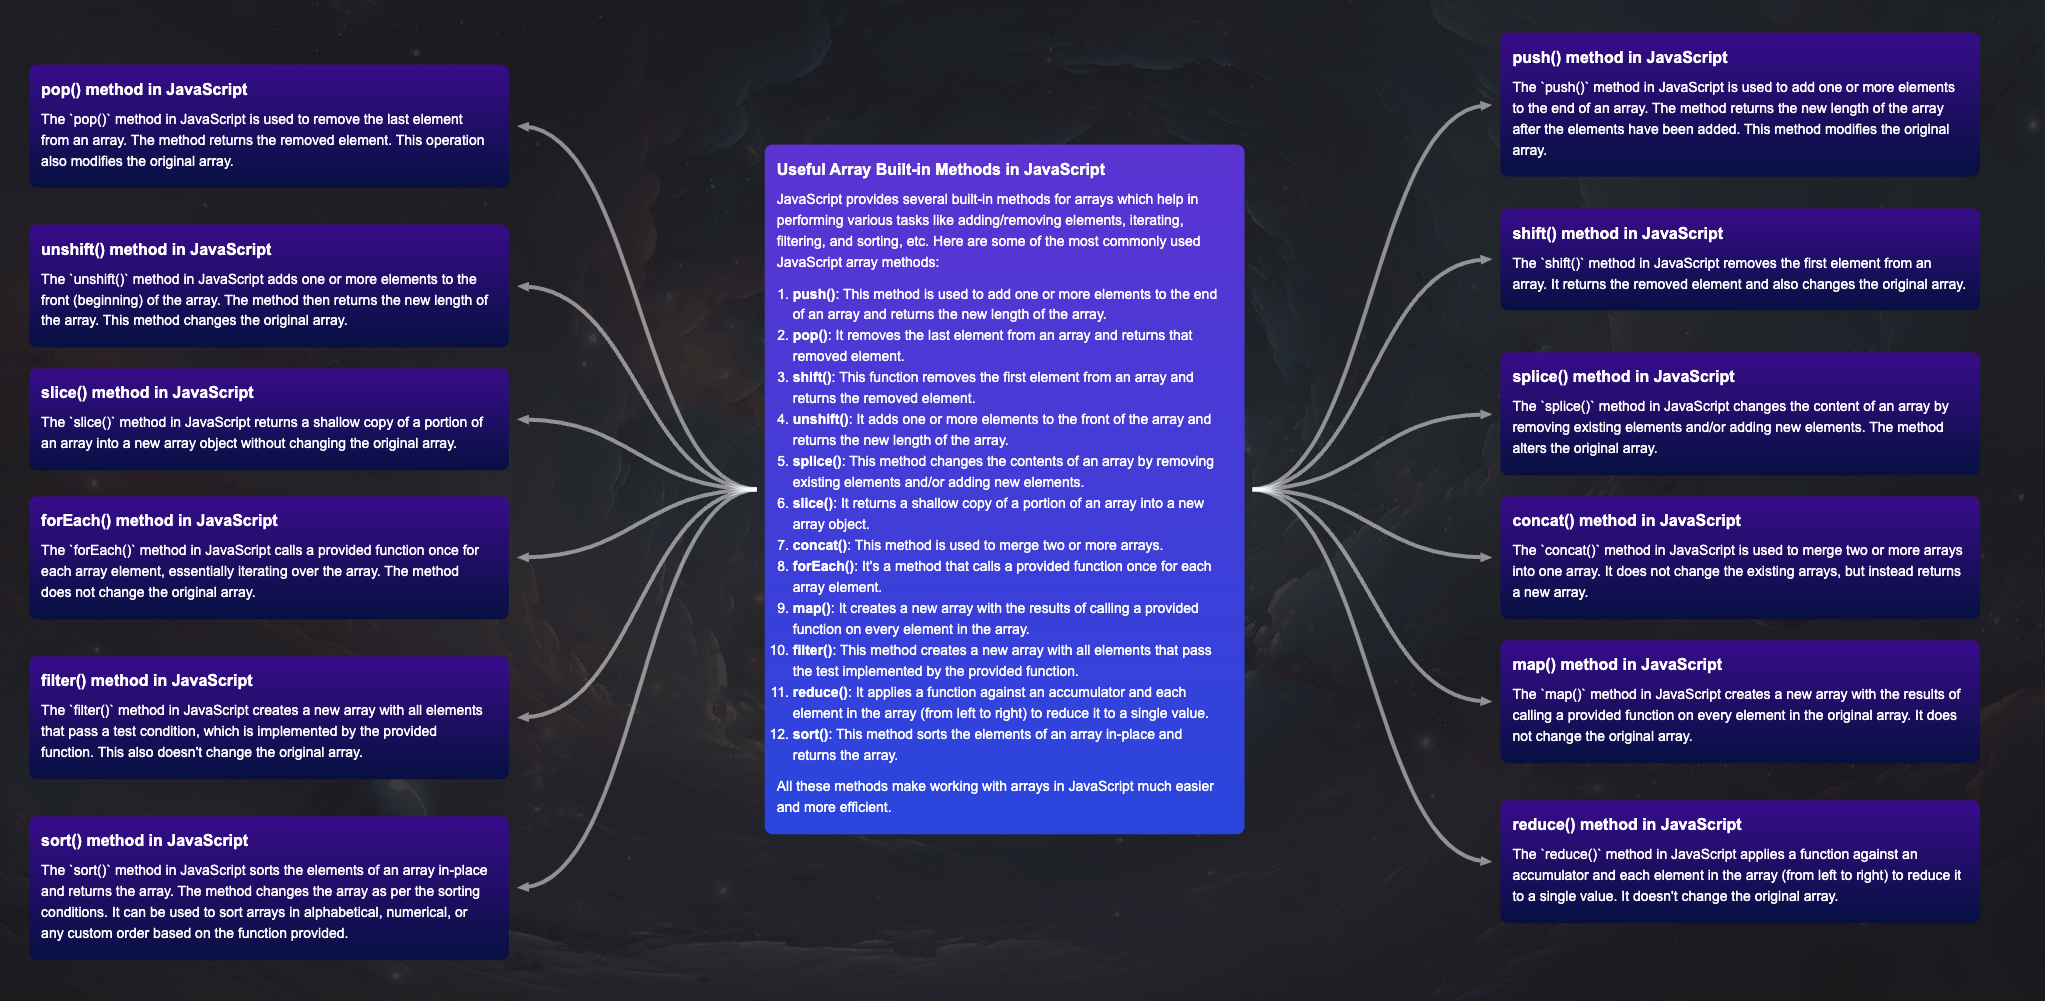 pop() method in JavaScript
The `pop()` method in JavaScript is used to remove the last element
from an array. The method returns the removed element. This operation
also modifies the original array.
unshift() method in JavaScript
The `unshift()` method in JavaScript adds one or more elements to the
front (beginning) of the array. The method then returns the new length of
the array. This method changes the original array.
slice() method in JavaScript
The `slice()` method in JavaScript returns a shallow copy of a portion of
an array into a new array object without changing the original array.
forEach() method in JavaScript
The `forEach()` method in JavaScript calls a provided function once for
each array element, essentially iterating over the array. The method
does not change the original array.
filter() method in JavaScript
The `filter()` method in JavaScript creates a new array with all elements
that pass a test condition, which is implemented by the provided
function. This also doesn't change the original array.
sort() method in JavaScript
The `sort()` method in JavaScript sorts the elements of an array in-place
and returns the array. The method changes the array as per the sorting
conditions. It can be used to sort arrays in alphabetical, numerical, or
any custom order based on the function provided.
Useful Array Built-in Methods in JavaScript
JavaScript provides several built-in methods for arrays which help in
performing various tasks like adding/removing elements, iterating,
filtering, and sorting, etc. Here are some of the most commonly used
JavaScript array methods:
1. push(): This method is used to add one or more elements to the end
of an array and returns the new length of the array.
2. pop(): It removes the last element from an array and returns that
removed element.
3. shift(): This function removes the first element from an array and
returns the removed element.
4. unshift(): It adds one or more elements to the front of the array and
returns the new length of the array.
5. splice(): This method changes the contents of an array by removing
existing elements and/or adding new elements.
6. slice(): It returns a shallow copy of a portion of an array into a new
array object.
7. concat(): This method is used to merge two or more arrays.
8. forEach(): It's a method that calls a provided function once for each
array element.
9. map(): It creates a new array with the results of calling a provided
function on every element in the array.
10. filter(): This method creates a new array with all elements that pass
the test implemented by the provided function.
11. reduce(): It applies a function against an accumulator and each
element in the array (from left to right) to reduce it to a single value.
12. sort(): This method sorts the elements of an array in-place and
returns the array.
All these methods make working with arrays in JavaScript much easier
and more efficient.
push() method in JavaScript
The `push()` method in JavaScript is used to add one or more elements
to the end of an array. The method returns the new length of the array
after the elements have been added. This method modifies the original
array.
shift() method in JavaScript
The `shift()` method in JavaScript removes the first element from an
array. It returns the removed element and also changes the original array.
splice() method in JavaScript
The `splice()` method in JavaScript changes the content of an array by
removing existing elements and/or adding new elements. The method
alters the original array.
concat() method in JavaScript
The `concat()` method in JavaScript is used to merge two or more arrays
into one array. It does not change the existing arrays, but instead returns
a new array.
map() method in JavaScript
The `map()` method in JavaScript creates a new array with the results of
calling a provided function on every element in the original array. It does
not change the original array.
reduce() method in JavaScript
The `reduce()` method in JavaScript applies a function against an
accumulator and each element in the array (from left to right) to reduce it
to a single value. It doesn't change the original array.